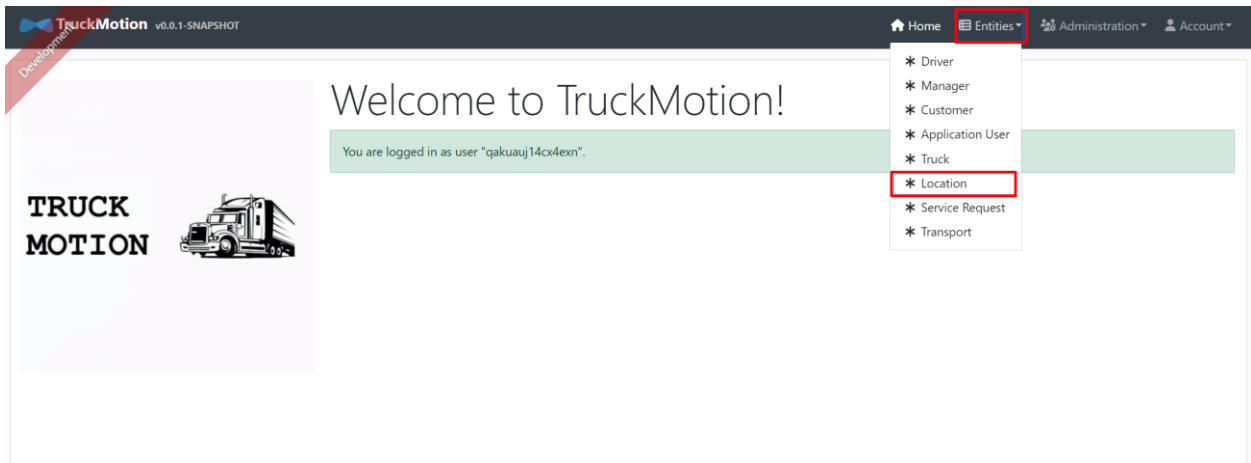 TruckMotion v0.0.1-SNAPSHOT
Development
Home Entities Administration Account
Driver
Manager
Customer
Application User
Truck
Location
Service Request
Transport
Welcome to TruckMotion!
You are logged in as user "qakuauj14cx4exn".
TRUCK
MOTION